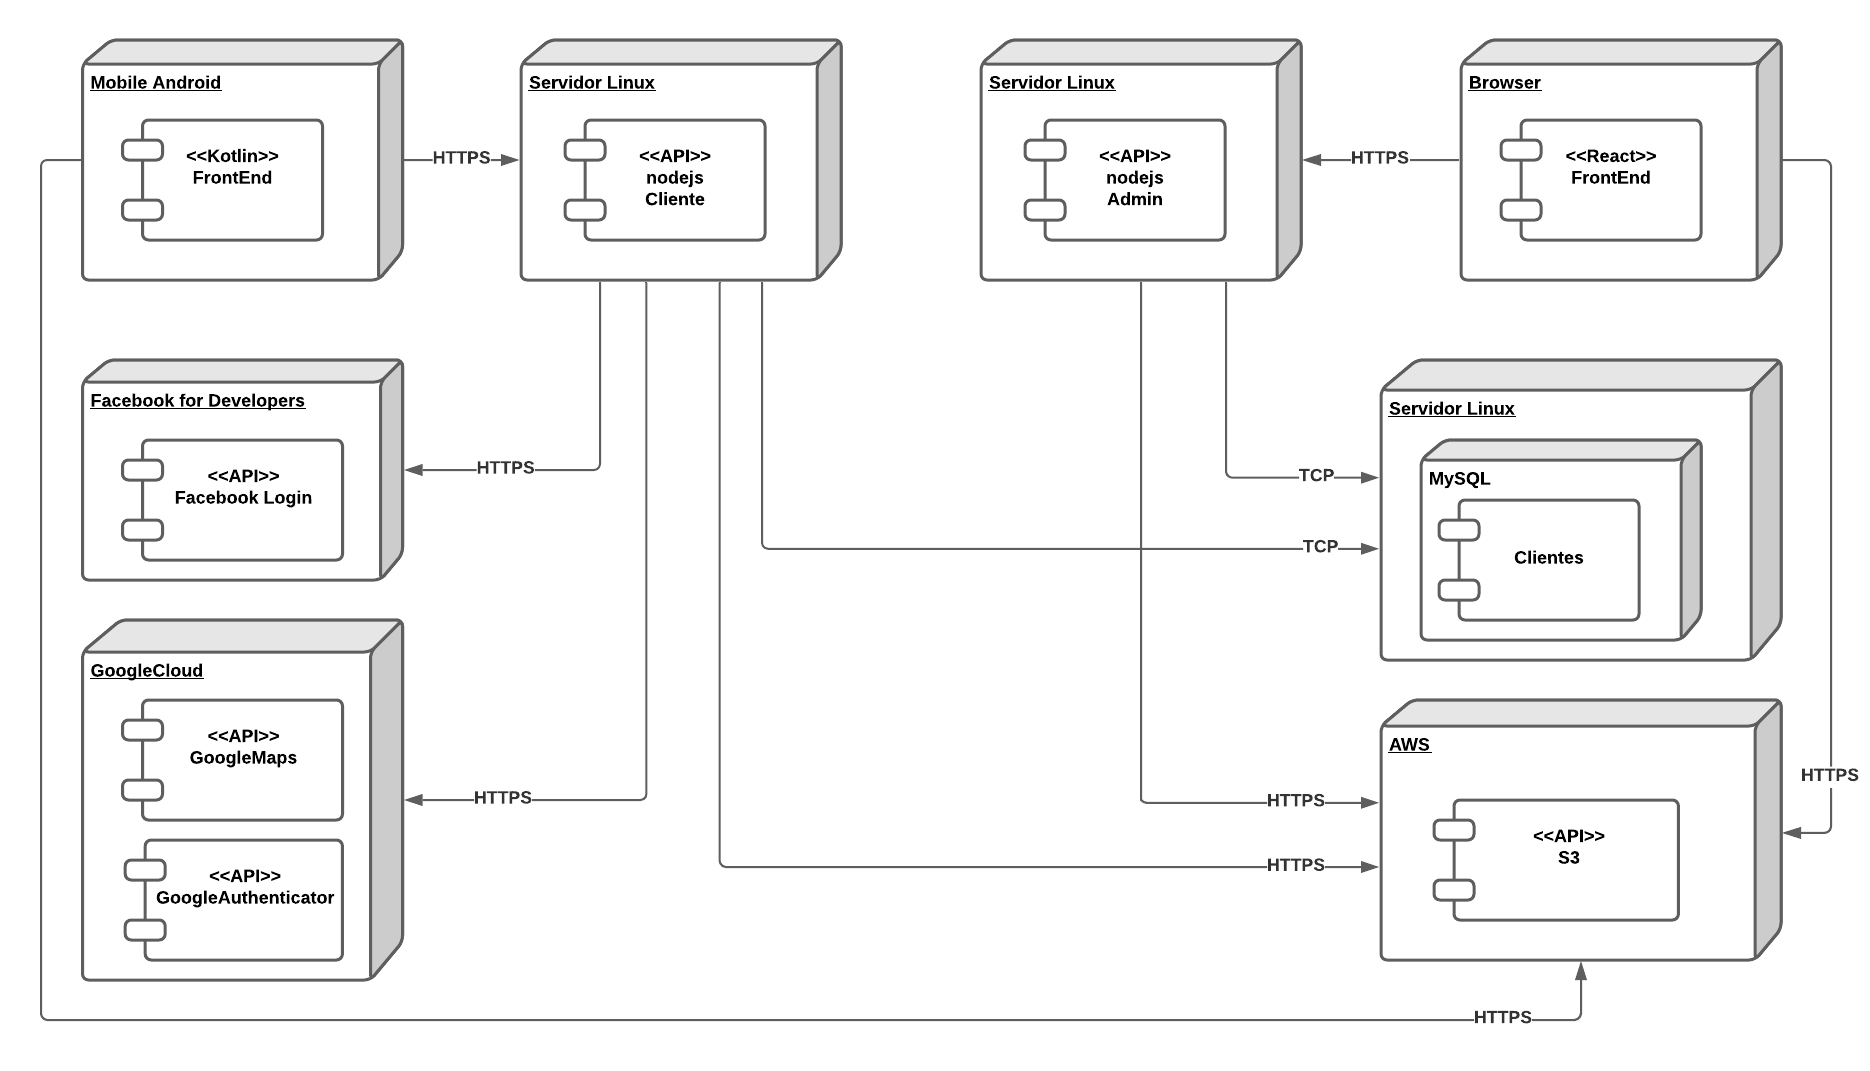 Mobile Android
<<Kotlin>>
FrontEnd
HTTPS
Servidor Linux
<<API>>
nodejs
Cliente
Servidor Linux
<<API>>
nodejs
Admin
HTTPS
Browser
<<React>>
FrontEnd
Facebook for Developers
<<API>>
Facebook Login
HTTPS
TCP
TCP
Servidor Linux
MySQL
Clientes
GoogleCloud
<<API>>
GoogleMaps
<<API>>
GoogleAuthenticator
HTTPS
HTTPS
HTTPS
AWS
<<API>>
S3
HTTPS
HTTPS